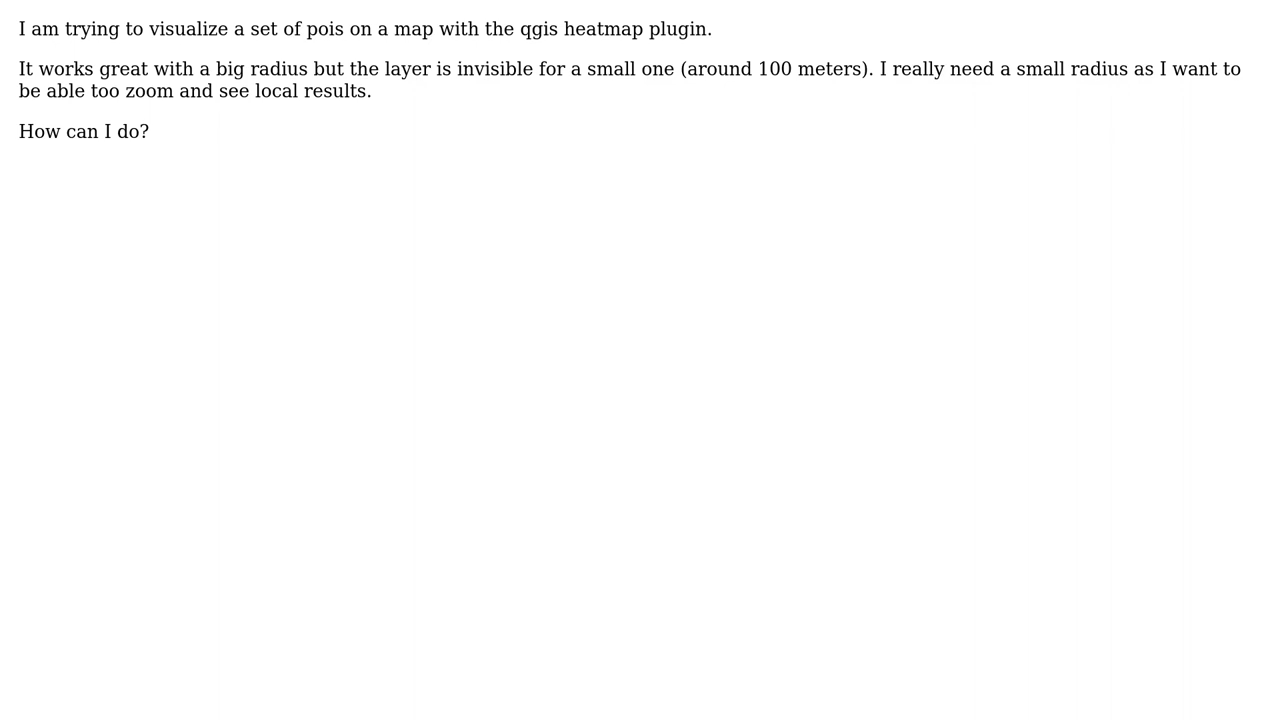 I am trying to visualize a set of pois on a map with the qgis heatmap plugin.
It works great with a big radius but the layer is invisible for a small one (around 100 meters). I really need a small radius as I want to
be able too zoom and see local results.
How can I do?